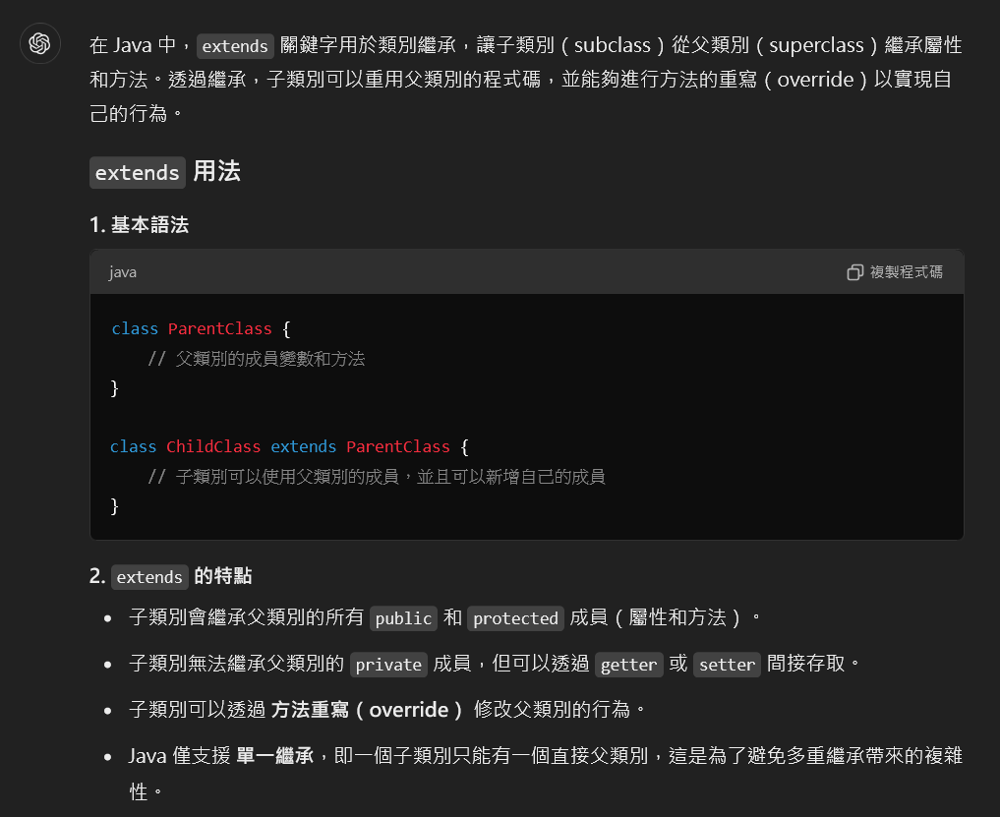 在 Java 中，extends 關鍵字用於類別繼承，讓子類別（subclass）從父類別（superclass）繼承屬性
和方法。透過繼承，子類別可以重用父類別的程式碼，並能夠進行方法的重寫（override）以實現自
己的行為。
extends 用法
1. 基本語法
java 複製程式碼
class ParentClass {
    // 父類別的成員變數和方法
}
class ChildClass extends ParentClass {
    // 子類別可以使用父類別的成員，並且可以新增自己的成員
}
2. extends 的特點
• 子類別會繼承父類別的所有 public 和 protected 成員（屬性和方法）。
• 子類別無法繼承父類別的 private 成員，但可以透過 getter 或 setter 間接存取。
• 子類別可以透過 方法重寫（override） 修改父類別的行為。
• Java 僅支援 單一繼承，即一個子類別只能有一個直接父類別，這是為了避免多重繼承帶來的複雜
性。